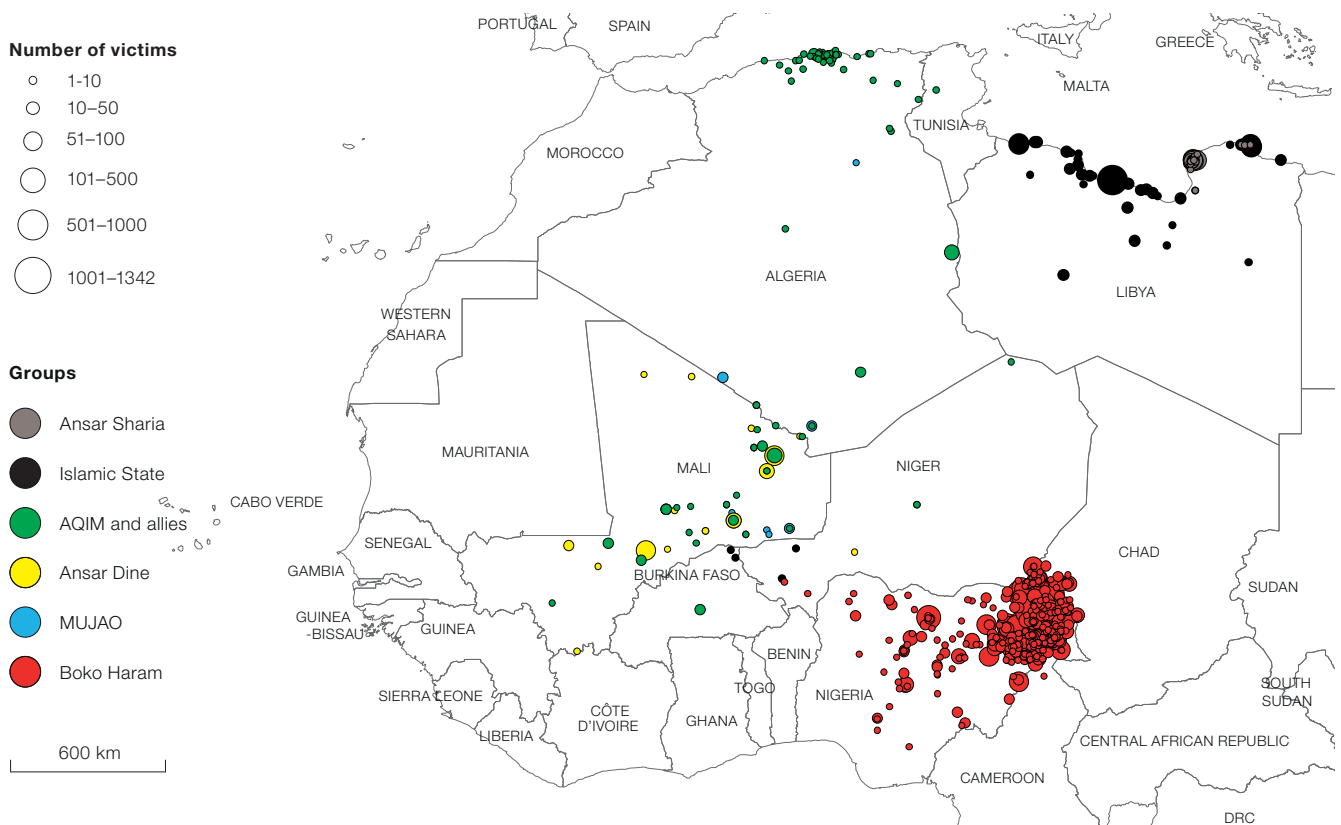 Number of victims
1-10
10–50
51–100
101–500
501–1000
1001–1342
Groups
Ansar Sharia
Islamic State
AQIM and allies
Ansar Dine
MUJAO
Boko Haram
600 km
PORTUGAL
SPAIN
ITALY
GREECE
MALTA
TUNISIA
MOROCCO
ALGERIA
LIBYA
WESTERN
SAHARA
MAURITANIA
MALI
NIGER
CABO VERDE
SENEGAL
CHAD
GAMBIA
BURKINA FASO
SUDAN
GUINEA
-BISSAU
GUINEA
BENIN
SIERRA LEONE
TOGO
NIGERIA
SOUTH
SUDAN
CÔTE
D'IVOIRE
GHANA
LIBERIA
CENTRAL AFRICAN REPUBLIC
CAMEROON
DRC